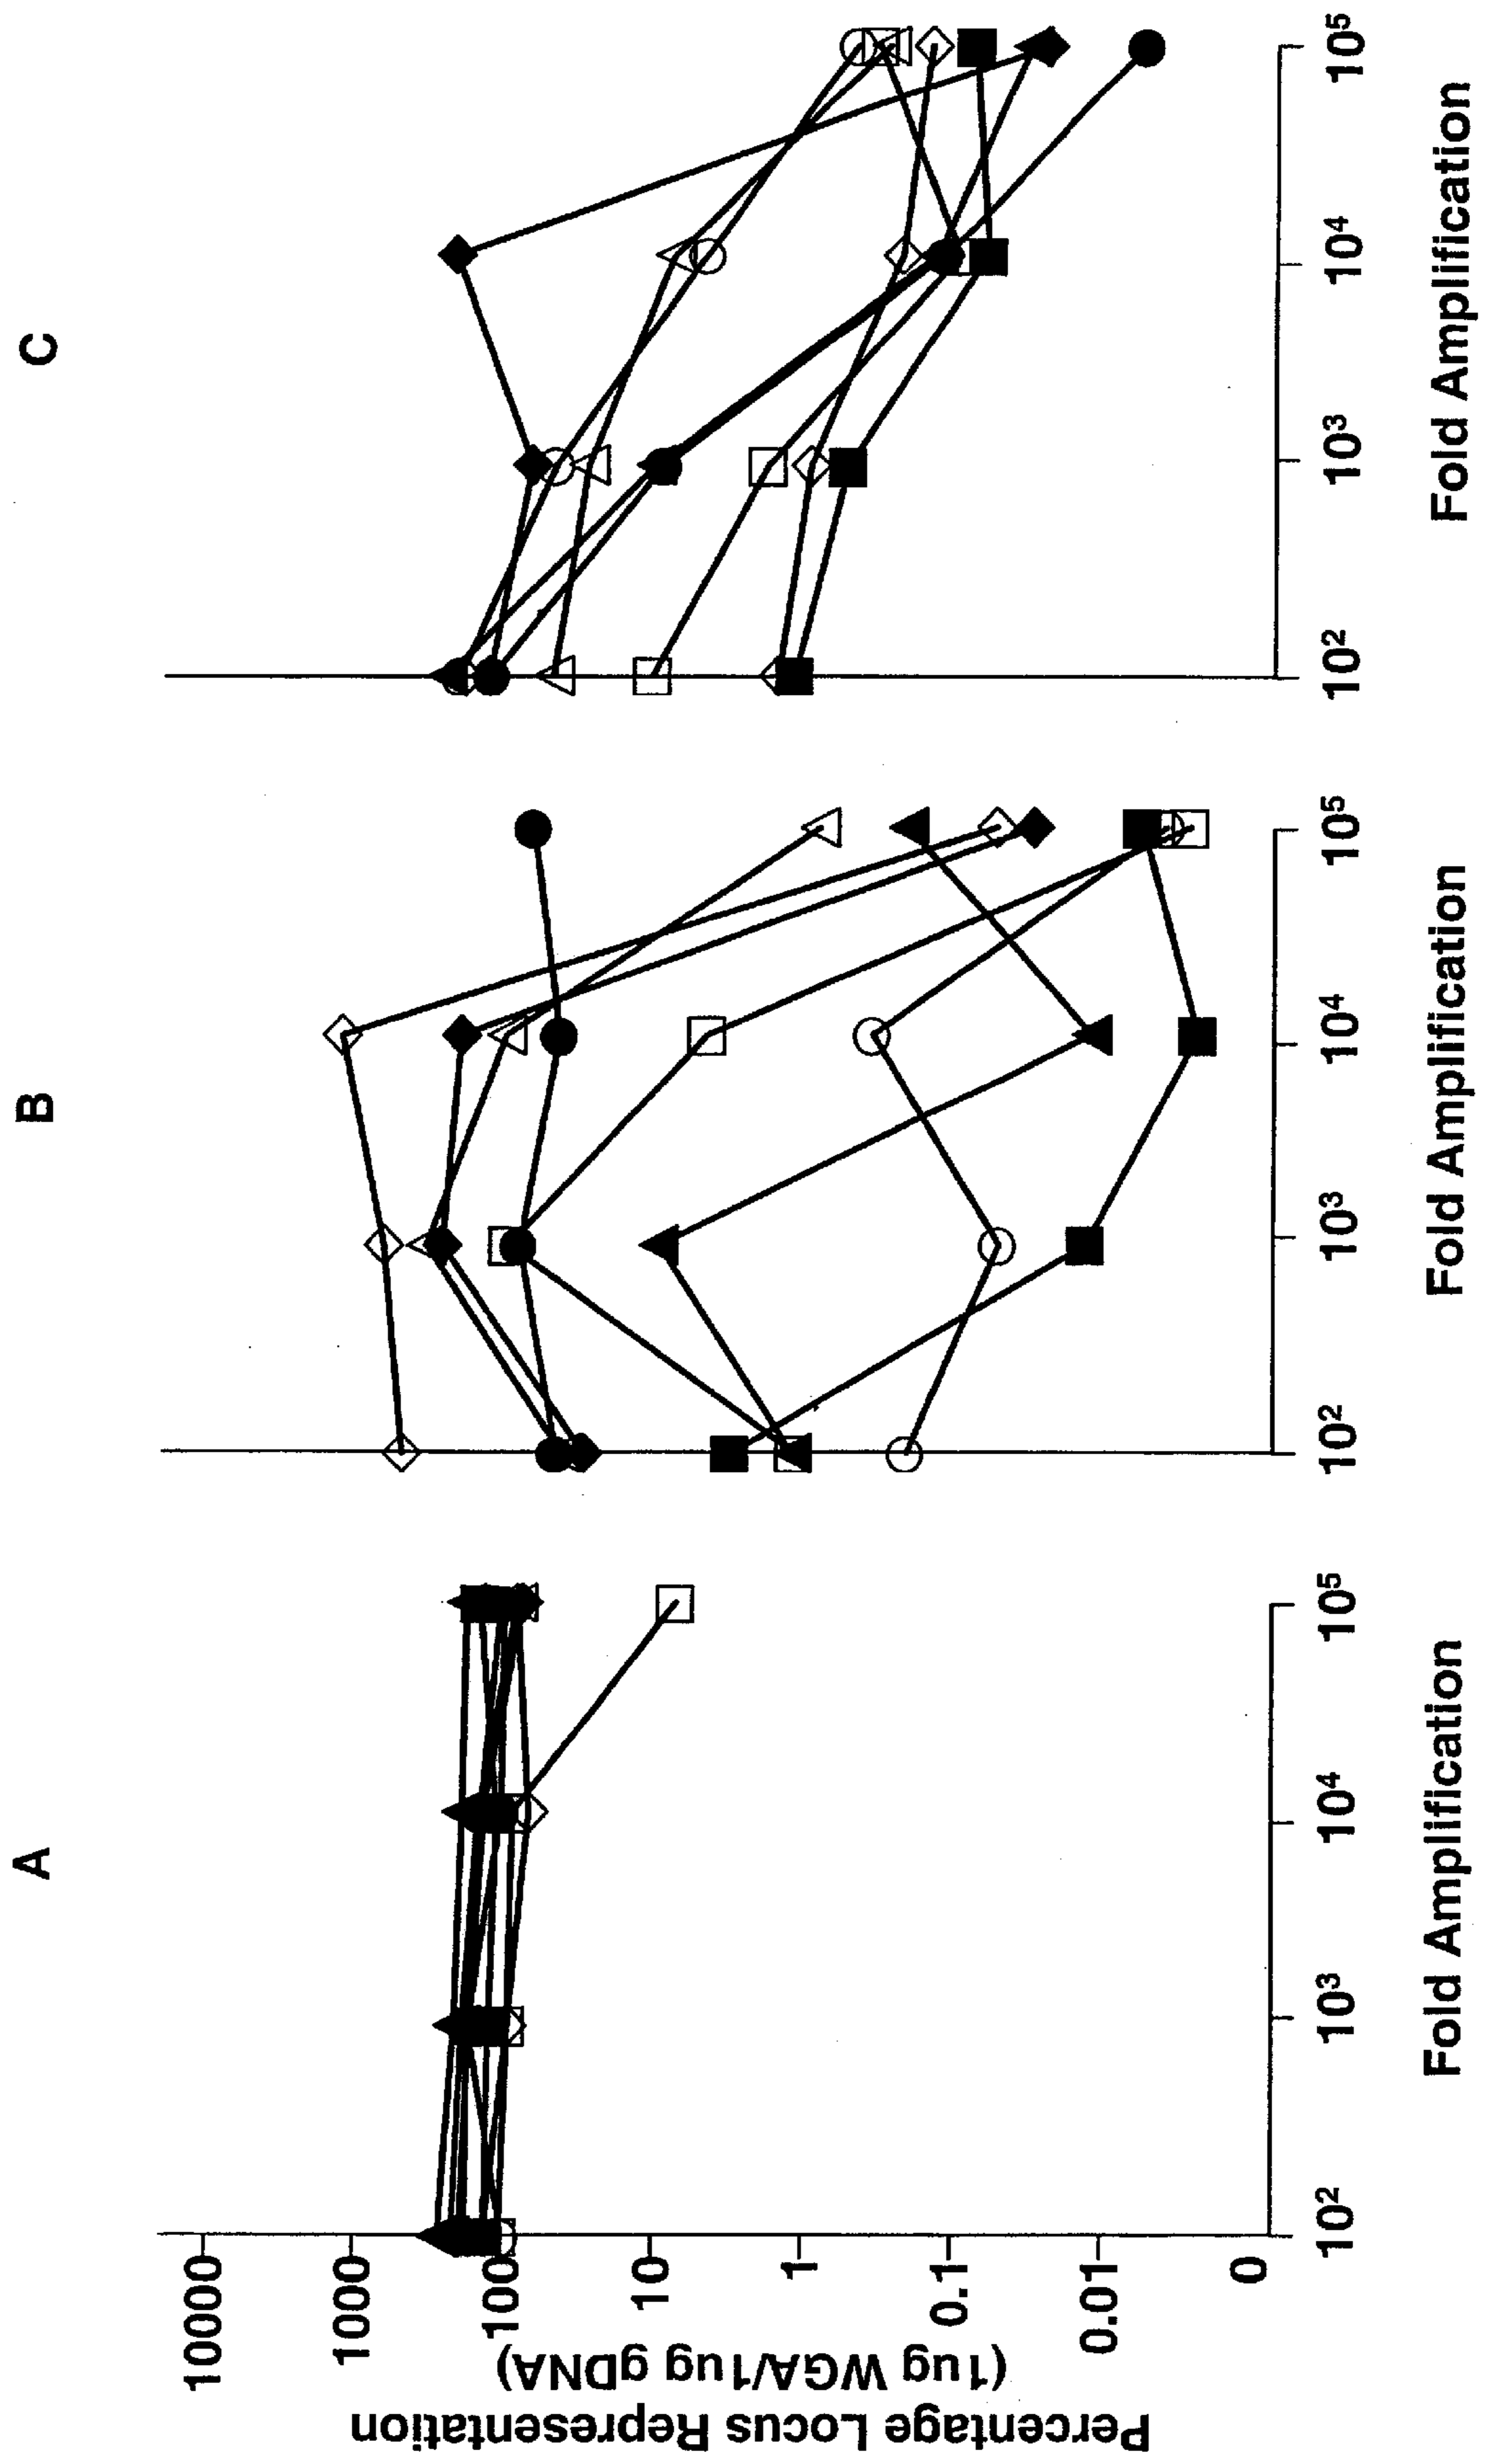 A
B
C
Percentage Locus Representation
(1ug WGA/1ug gDNA)
10000
1000
100
10
1
0.1
0.01
0
10²
10³
10⁴
10⁵
Fold Amplification
10²
10³
10⁴
10⁵
Fold Amplification
10²
10³
10⁴
10⁵
Fold Amplification